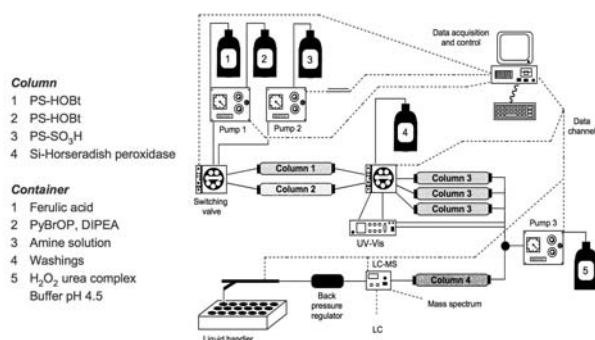 Column
1 PS-HOBt
2 PS-HOBt
3 PS-SO₃H
4 Si-Horseradish peroxidase
Container
1 Ferulic acid
2 PyBrOP, DIPEA
3 Amine solution
4 Washings
5 H₂O₂ urea complex
Buffer pH 4.5
Data acquisition
and control
1
2
3
Pump 1
Pump 2
4
Data
channel
Column 1
Column 2
Switching
valve
Column 3
Column 3
Column 3
UV-Vis
Pump 3
5
LC-MS
Column 4
Back
pressure
regulator
Mass spectrum
LC
Liquid handler